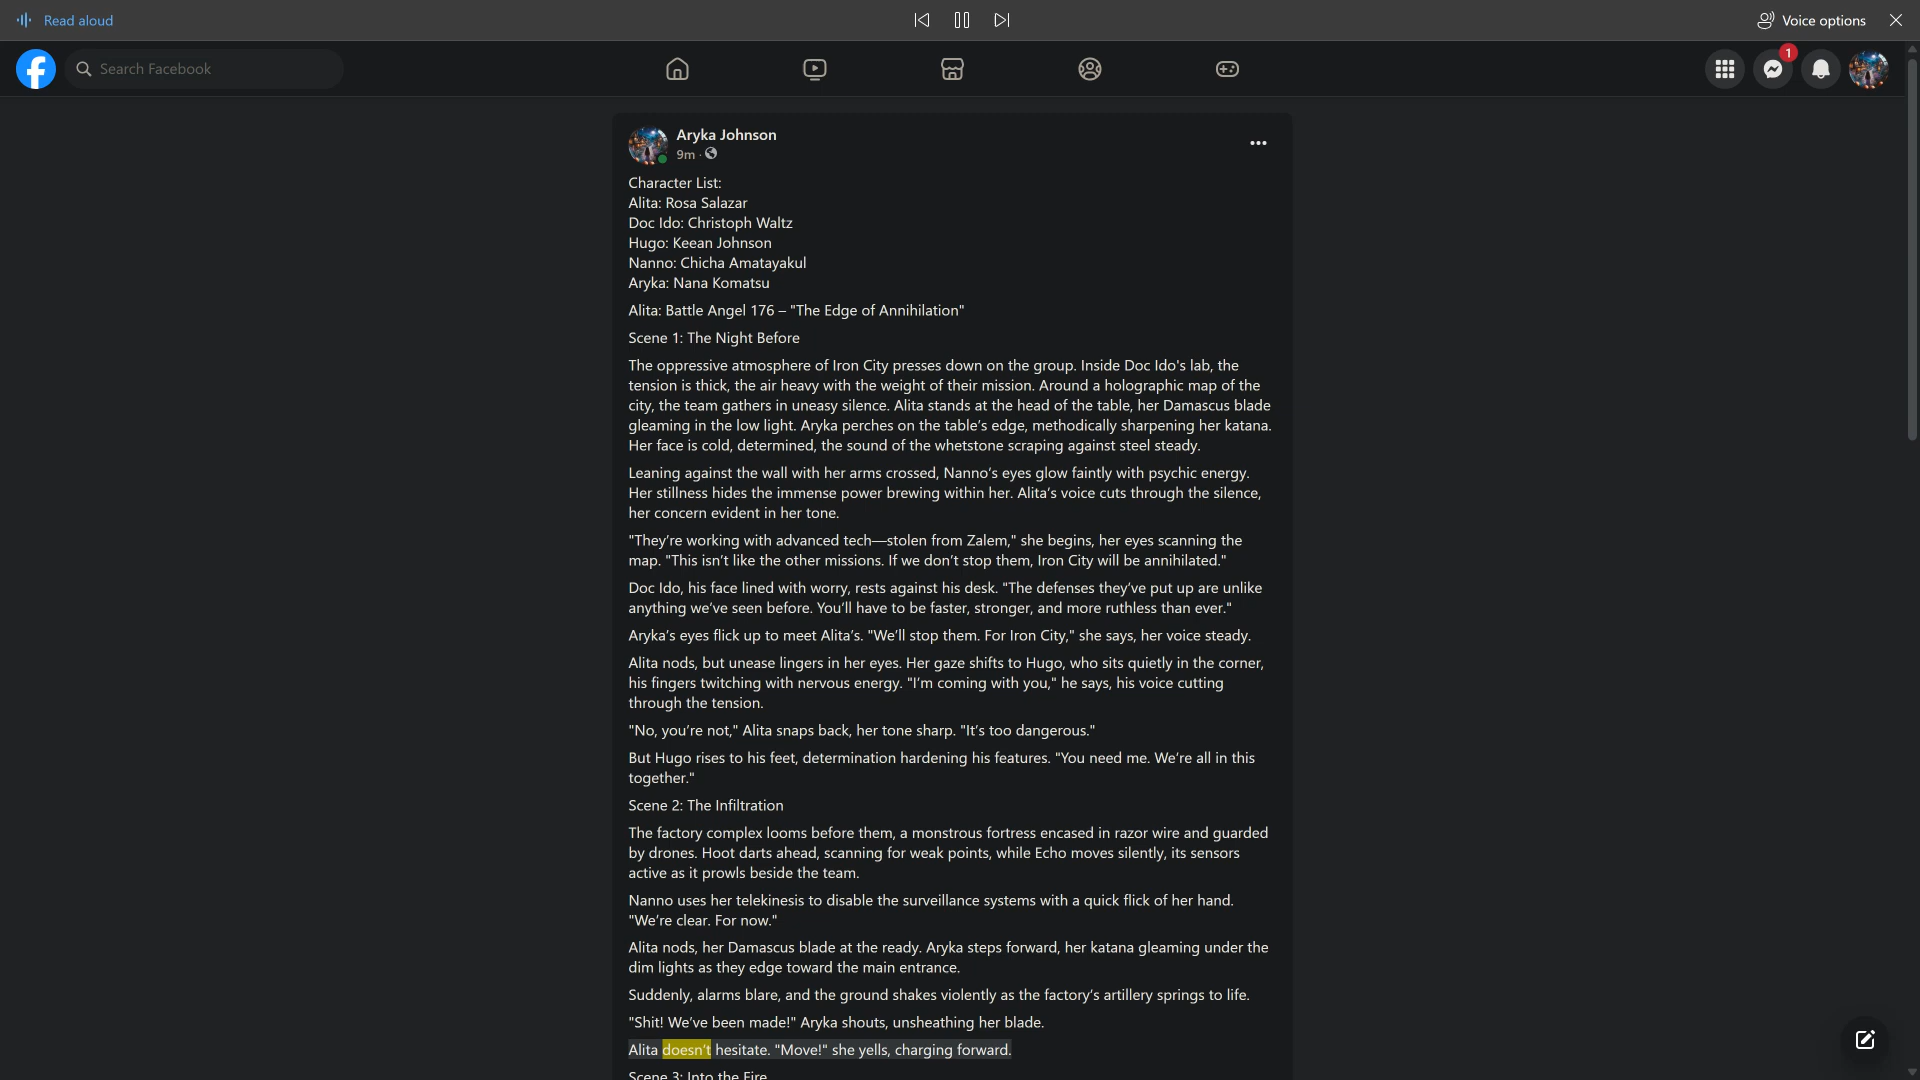 Read aloud
Voice options
Search Facebook
1
Aryka Johnson
9m ·
Character List:
Alita: Rosa Salazar
Doc Ido: Christoph Waltz
Hugo: Keean Johnson
Nanno: Chicha Amatayakul
Aryka: Nana Komatsu
Alita: Battle Angel 176 – "The Edge of Annihilation"
Scene 1: The Night Before
The oppressive atmosphere of Iron City presses down on the group. Inside Doc Ido's lab, the
tension is thick, the air heavy with the weight of their mission. Around a holographic map of the
city, the team gathers in uneasy silence. Alita stands at the head of the table, her Damascus blade
gleaming in the low light. Aryka perches on the table's edge, methodically sharpening her katana.
Her face is cold, determined, the sound of the whetstone scraping against steel steady.
Leaning against the wall with her arms crossed, Nanno's eyes glow faintly with psychic energy.
Her stillness hides the immense power brewing within her. Alita's voice cuts through the silence,
her concern evident in her tone.
"They're working with advanced tech—stolen from Zalem," she begins, her eyes scanning the
map. "This isn't like the other missions. If we don't stop them, Iron City will be annihilated."
Doc Ido, his face lined with worry, rests against his desk. "The defenses they've put up are unlike
anything we've seen before. You'll have to be faster, stronger, and more ruthless than ever."
Aryka's eyes flick up to meet Alita's. "We'll stop them. For Iron City," she says, her voice steady.
Alita nods, but unease lingers in her eyes. Her gaze shifts to Hugo, who sits quietly in the corner,
his fingers twitching with nervous energy. "I'm coming with you," he says, his voice cutting
through the tension.
"No, you're not," Alita snaps back, her tone sharp. "It's too dangerous."
But Hugo rises to his feet, determination hardening his features. "You need me. We're all in this
together."
Scene 2: The Infiltration
The factory complex looms before them, a monstrous fortress encased in razor wire and guarded
by drones. Hoot darts ahead, scanning for weak points, while Echo moves silently, its sensors
active as it prowls beside the team.
Nanno uses her telekinesis to disable the surveillance systems with a quick flick of her hand.
"We're clear. For now."
Alita nods, her Damascus blade at the ready. Aryka steps forward, her katana gleaming under the
dim lights as they edge toward the main entrance.
Suddenly, alarms blare, and the ground shakes violently as the factory's artillery springs to life.
"Shit! We've been made!" Aryka shouts, unsheathing her blade.
Alita doesn't hesitate. "Move!" she yells, charging forward.
Scene 3: Into the Fire